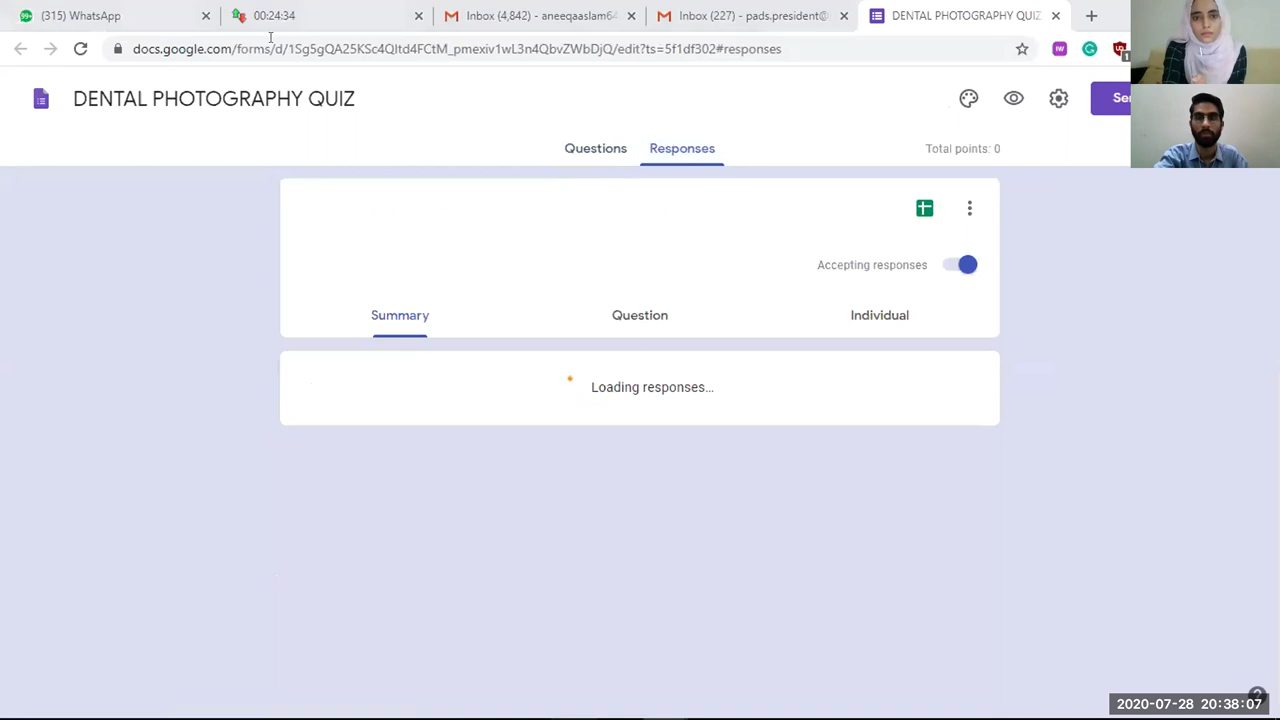 (315) WhatsApp
00:24:34
Inbox (4,842) - aneeqaaslam64
Inbox (227) - pads.president@
DENTAL PHOTOGRAPHY QUIZ
docs.google.com/forms/d/1Sg5gQA25KSc4QItd4FCtM_pmexiv1wL3n4QbvZWbDjQ/edit?ts=5f1df302#responses
DENTAL PHOTOGRAPHY QUIZ
Questions
Responses
Total points: 0
Accepting responses
Summary
Question
Individual
Loading responses...
2020-07-28 20:38:07